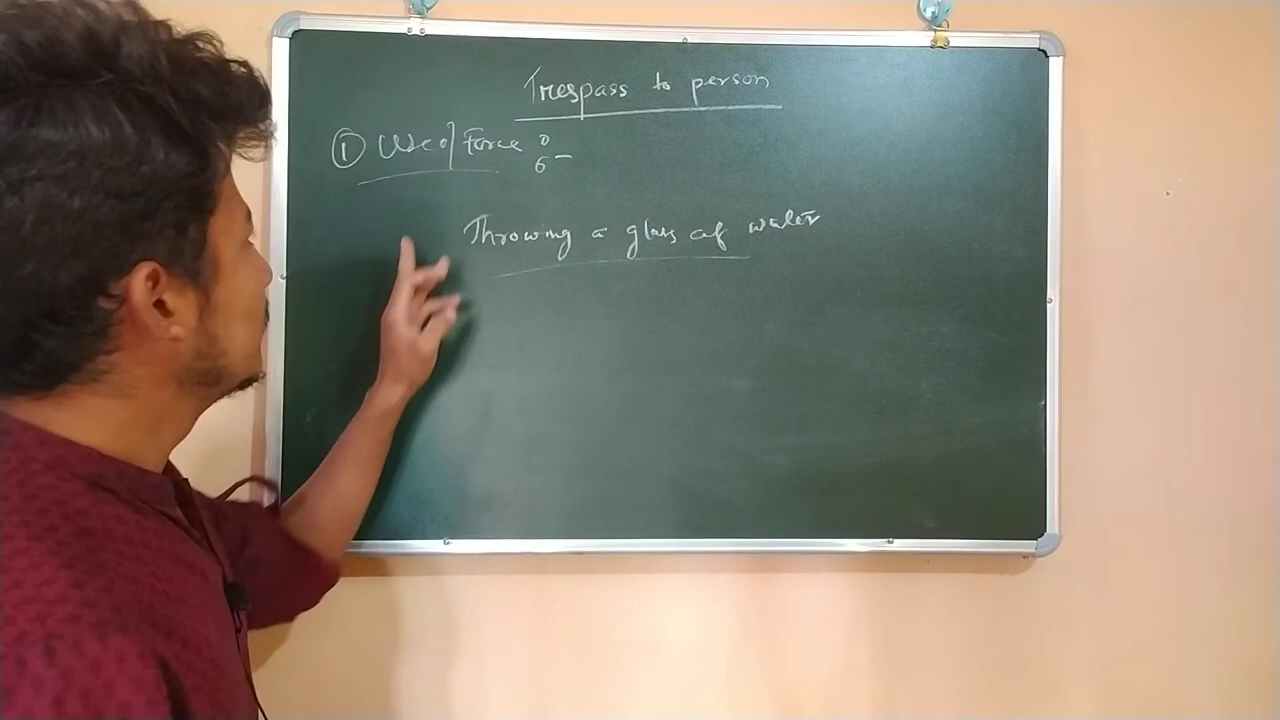 Trespass to person
① Use of Force :-
Throwing a glass of water